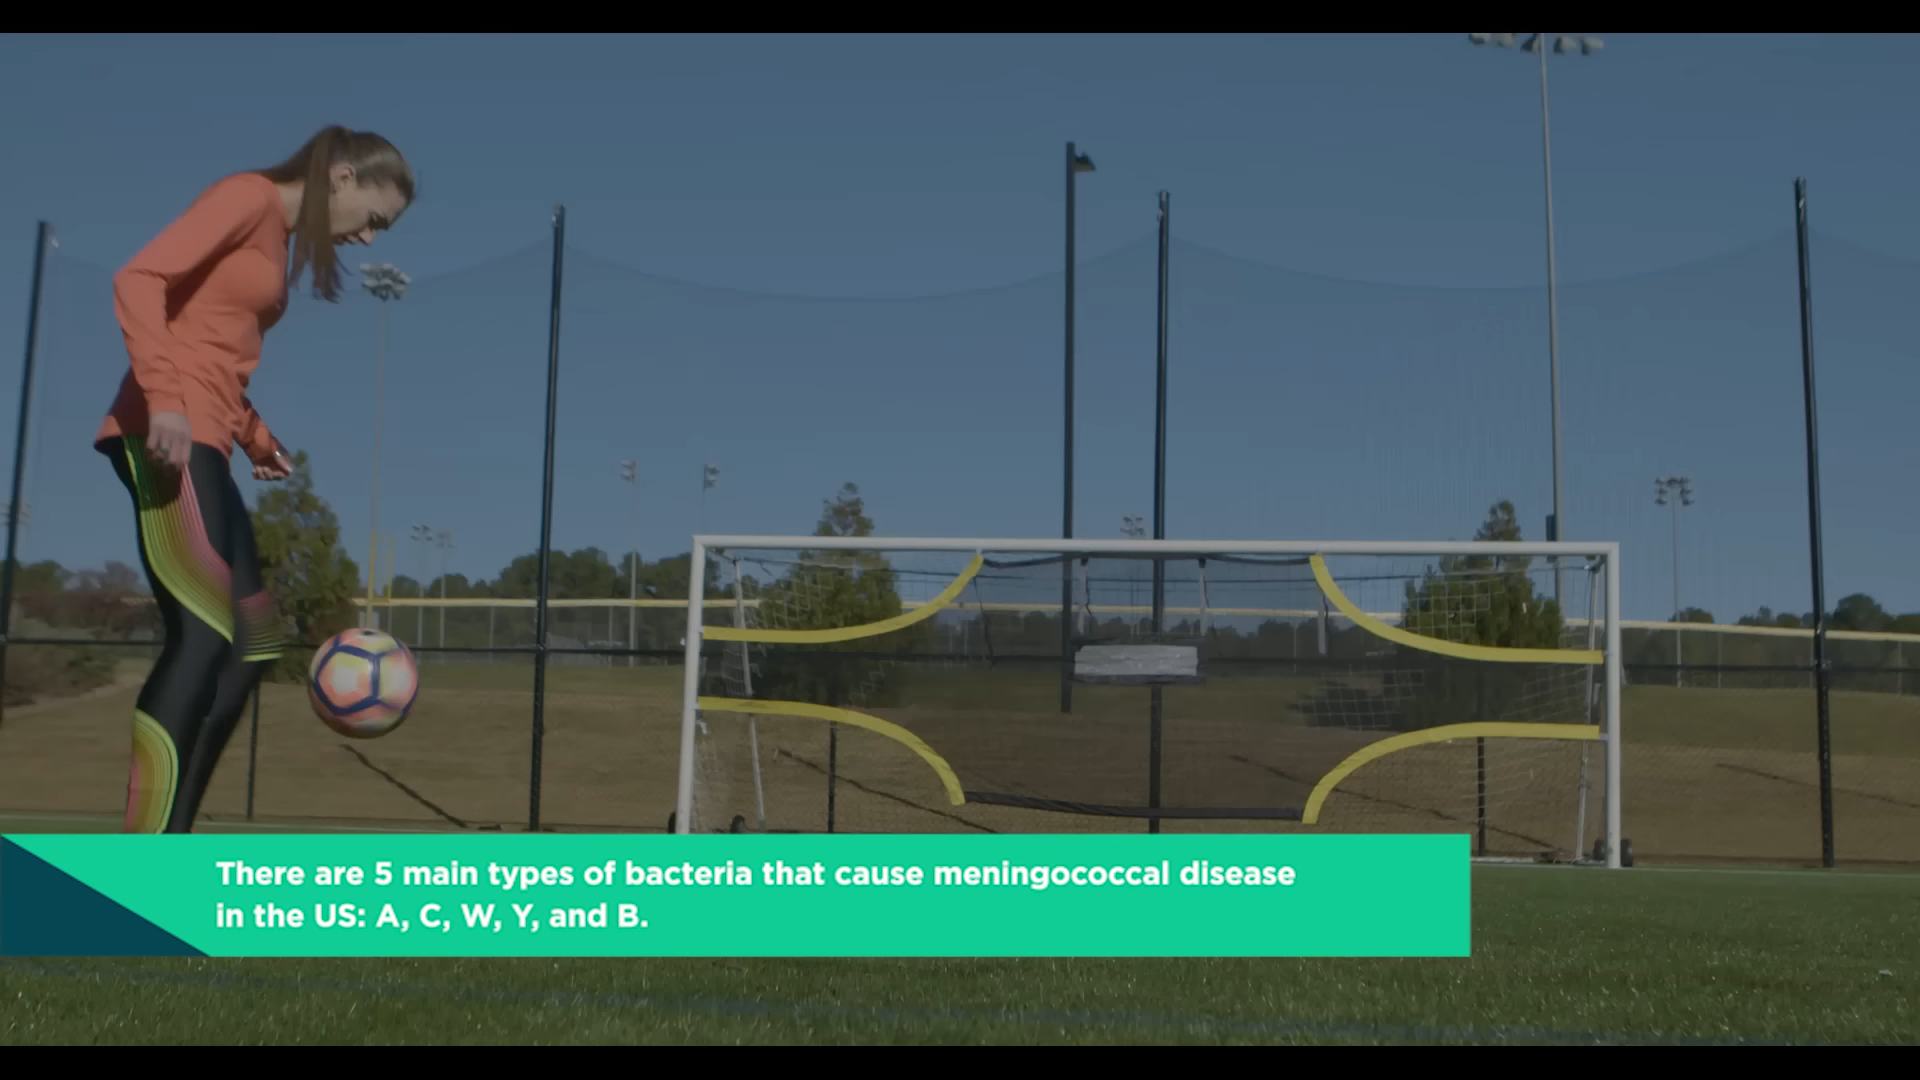 There are 5 main types of bacteria that cause meningococcal disease
in the US: A, C, W, Y, and B.